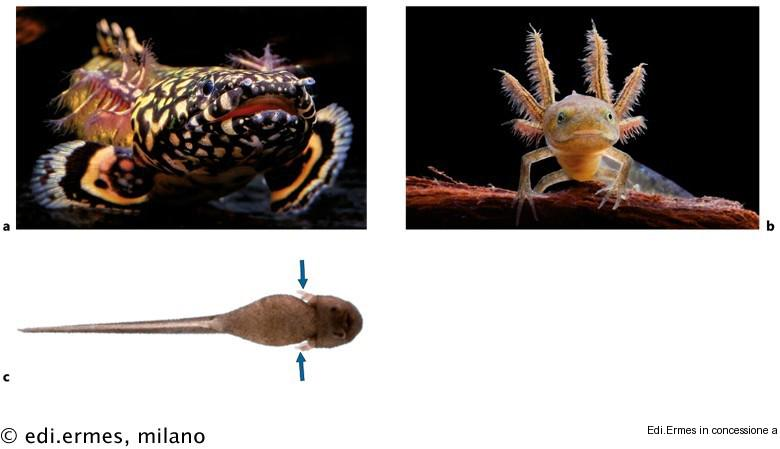 a
b
c
© edi.ermes, milano
Edi.Ermes in concessione a